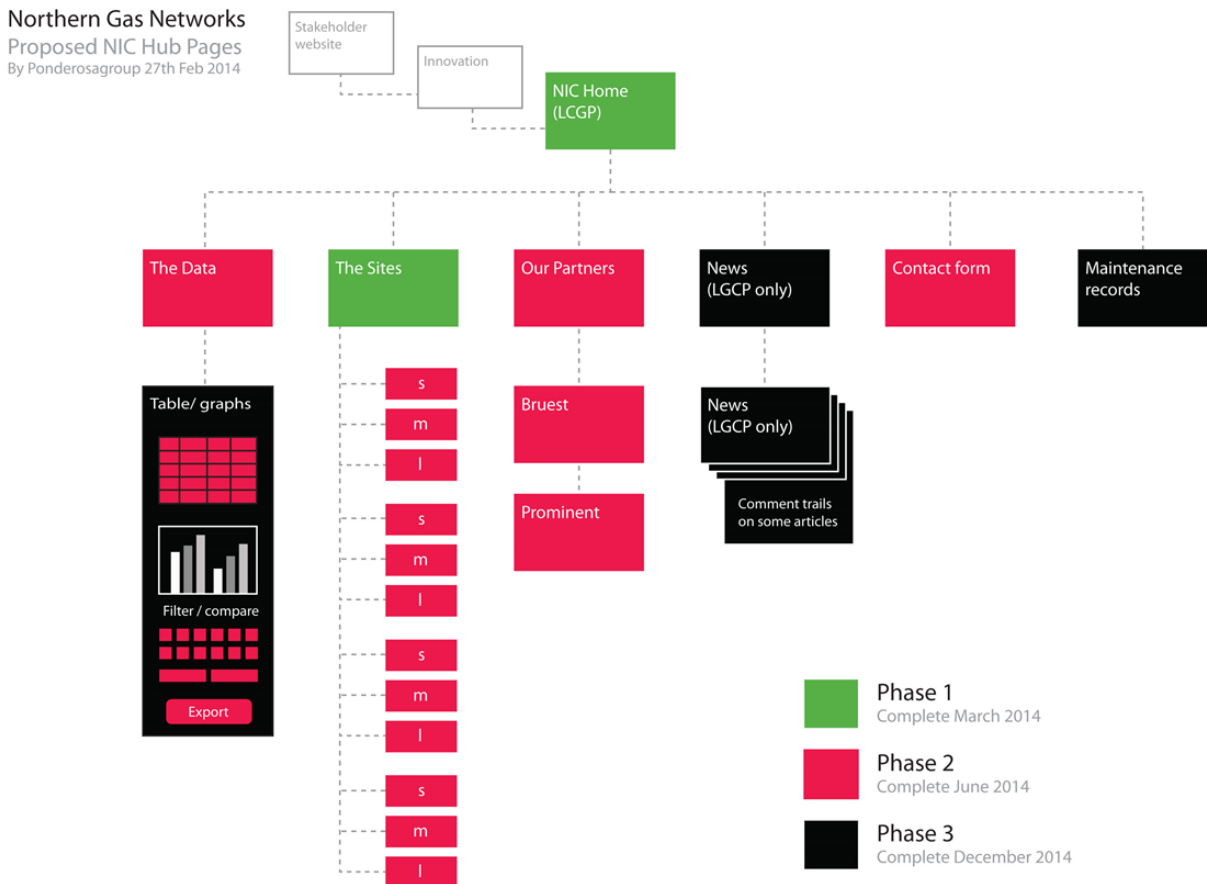 Northern Gas Networks
Proposed NIC Hub Pages
By Ponderosagroup 27th Feb 2014
Stakeholder
website
Innovation
NIC Home
(LCGP)
The Data
The Sites
Our Partners
News
(LGCP only)
Contact form
Maintenance
records
Table/ graphs
Filter / compare
Export
s
m
l
s
m
l
s
m
l
s
m
l
Bruest
Prominent
News
(LGCP only)
Comment trails
on some articles
Phase 1
Complete March 2014
Phase 2
Complete June 2014
Phase 3
Complete December 2014